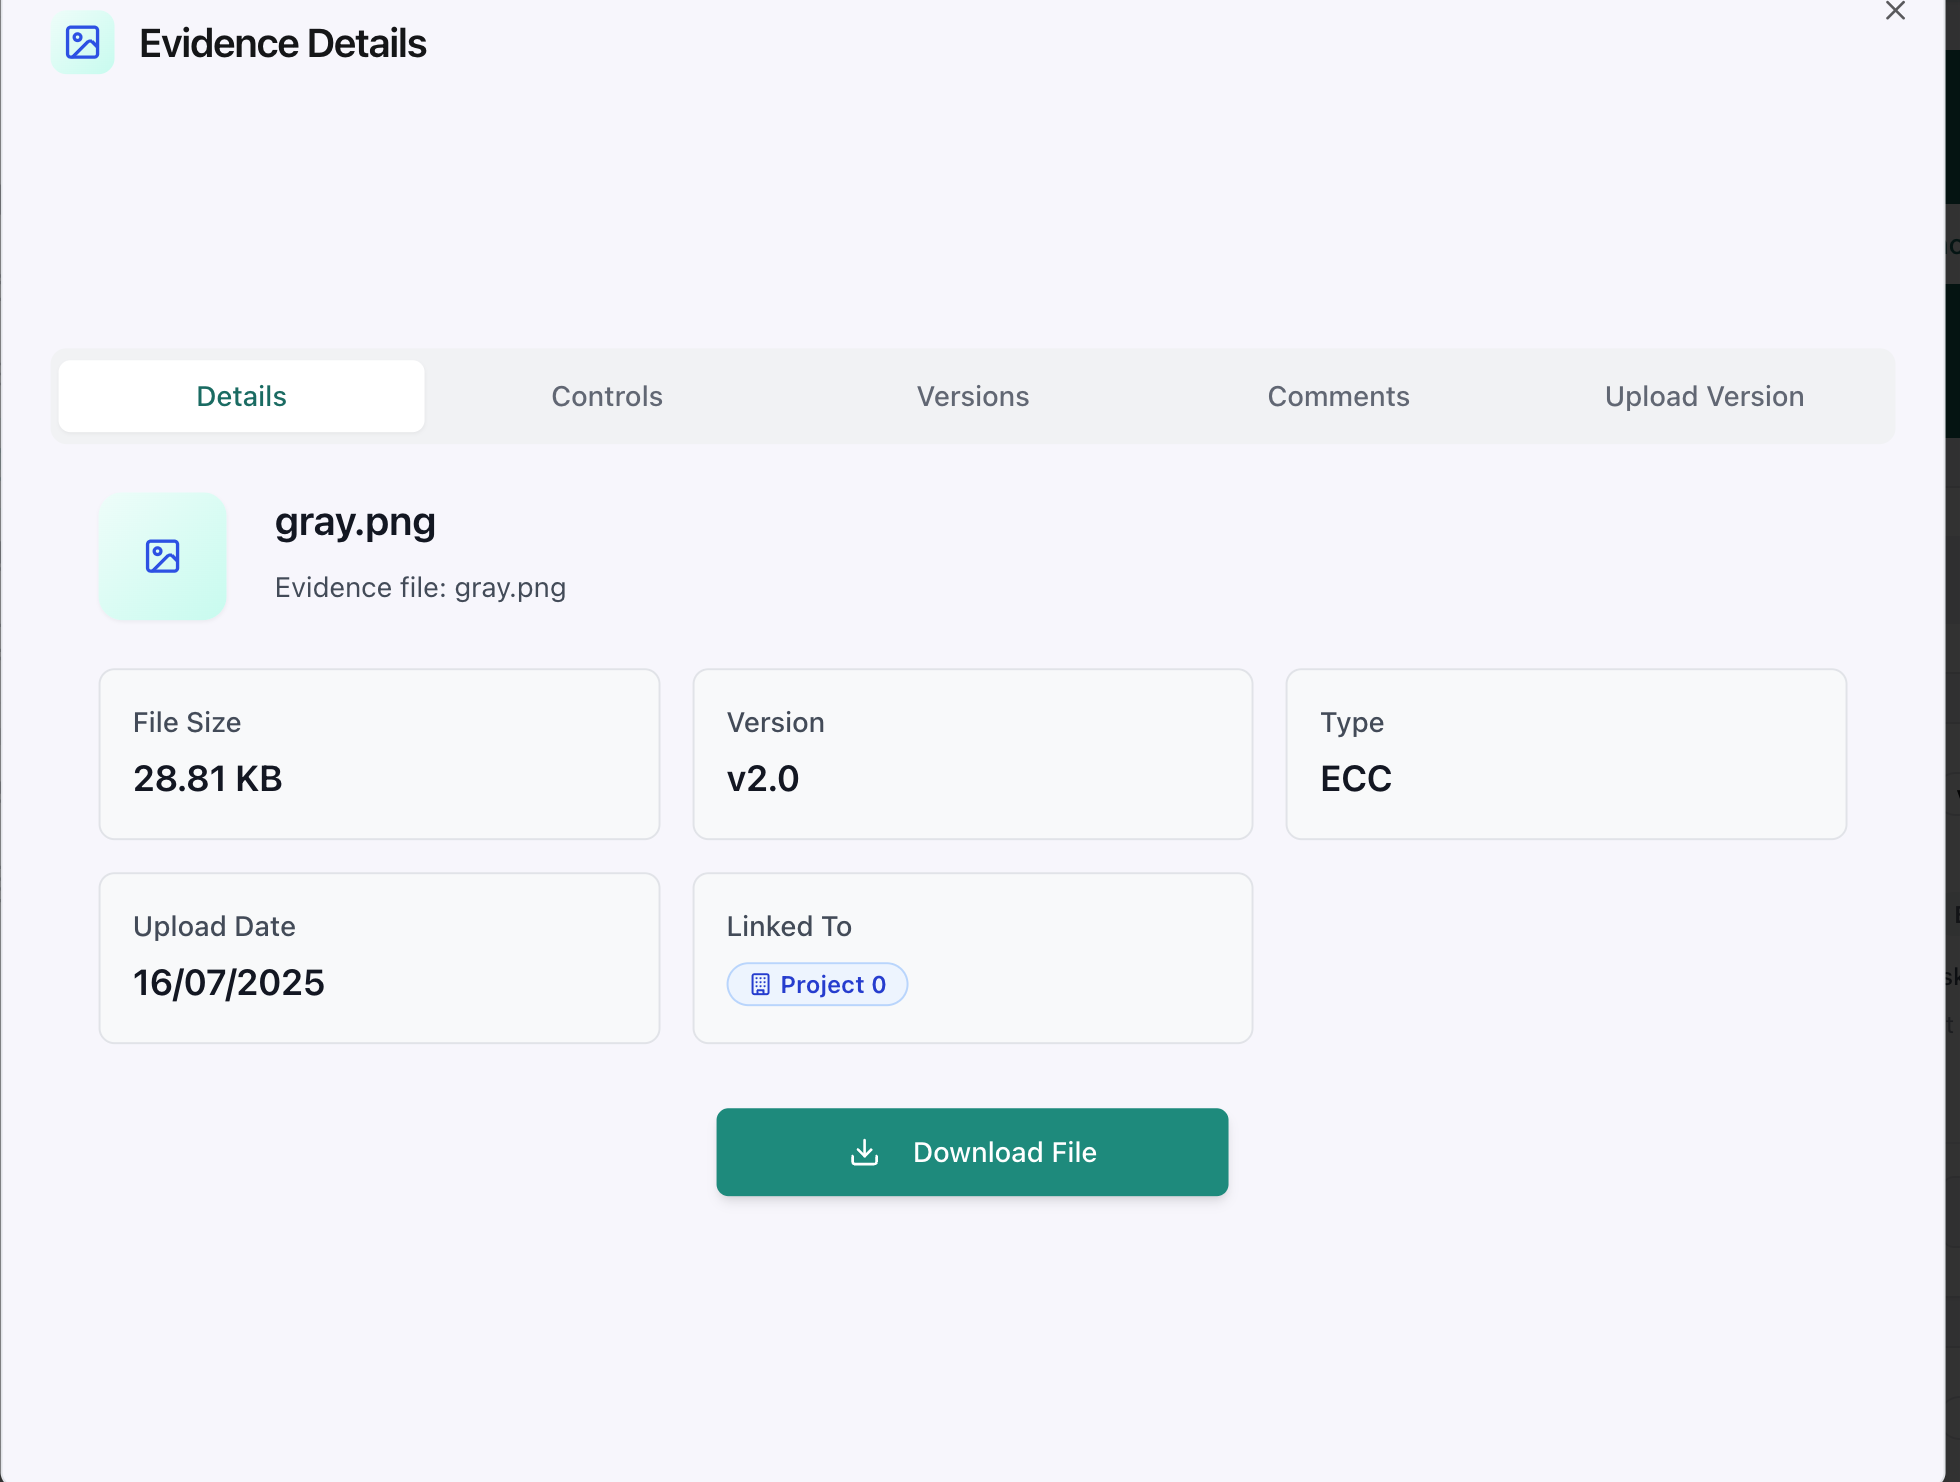 Evidence Details
Details
Controls
Versions
Comments
Upload Version
gray.png
Evidence file: gray.png
File Size
28.81 KB
Version
v2.0
Type
ECC
Upload Date
16/07/2025
Linked To
Project 0
Download File